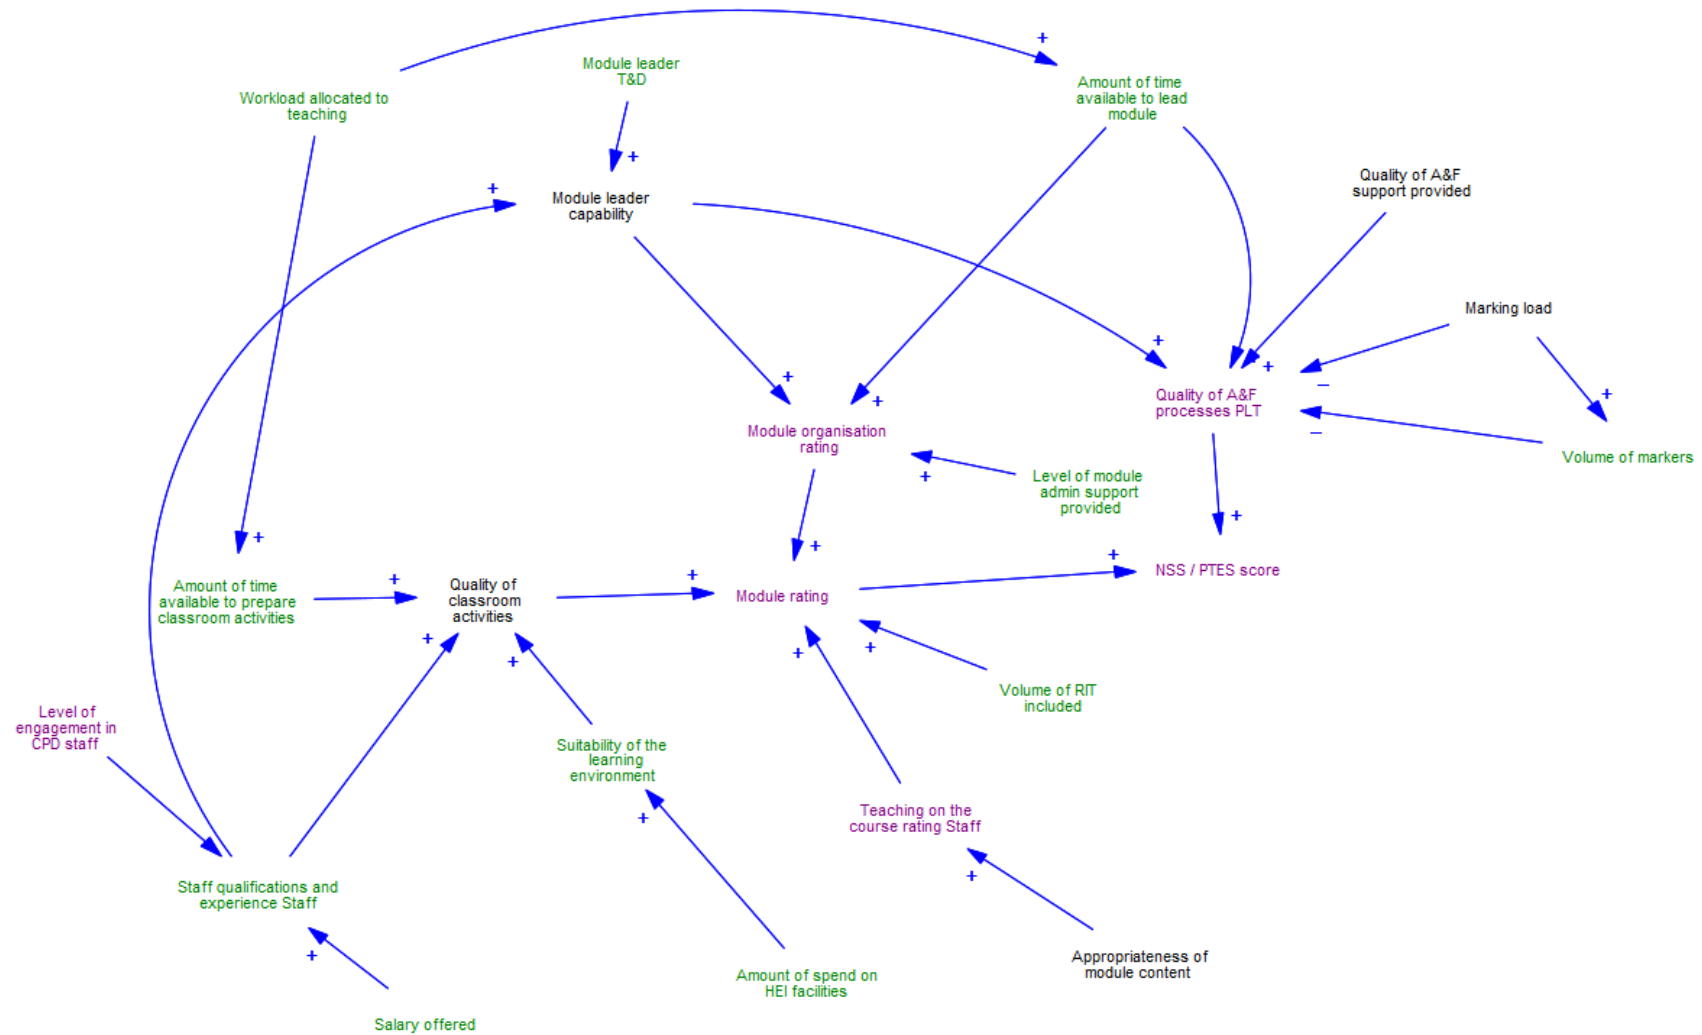 Module leader
T&D
Workload allocated to
teaching
Amount of time
available to lead
module
Quality of A&F
support provided
Module leader
capability
Marking load
Quality of A&F
processes PLT
Module organisation
rating
Volume of markers
Level of module
admin support
provided
NSS / PTES score
Amount of time
available to prepare
classroom activities
Quality of
classroom
activities
Module rating
Volume of RIT
included
Level of
engagement in
CPD staff
Suitability of the
learning
environment
Teaching on the
course rating Staff
Staff qualifications and
experience Staff
Appropriateness of
module content
Amount of spend on
HEI facilities
Salary offered